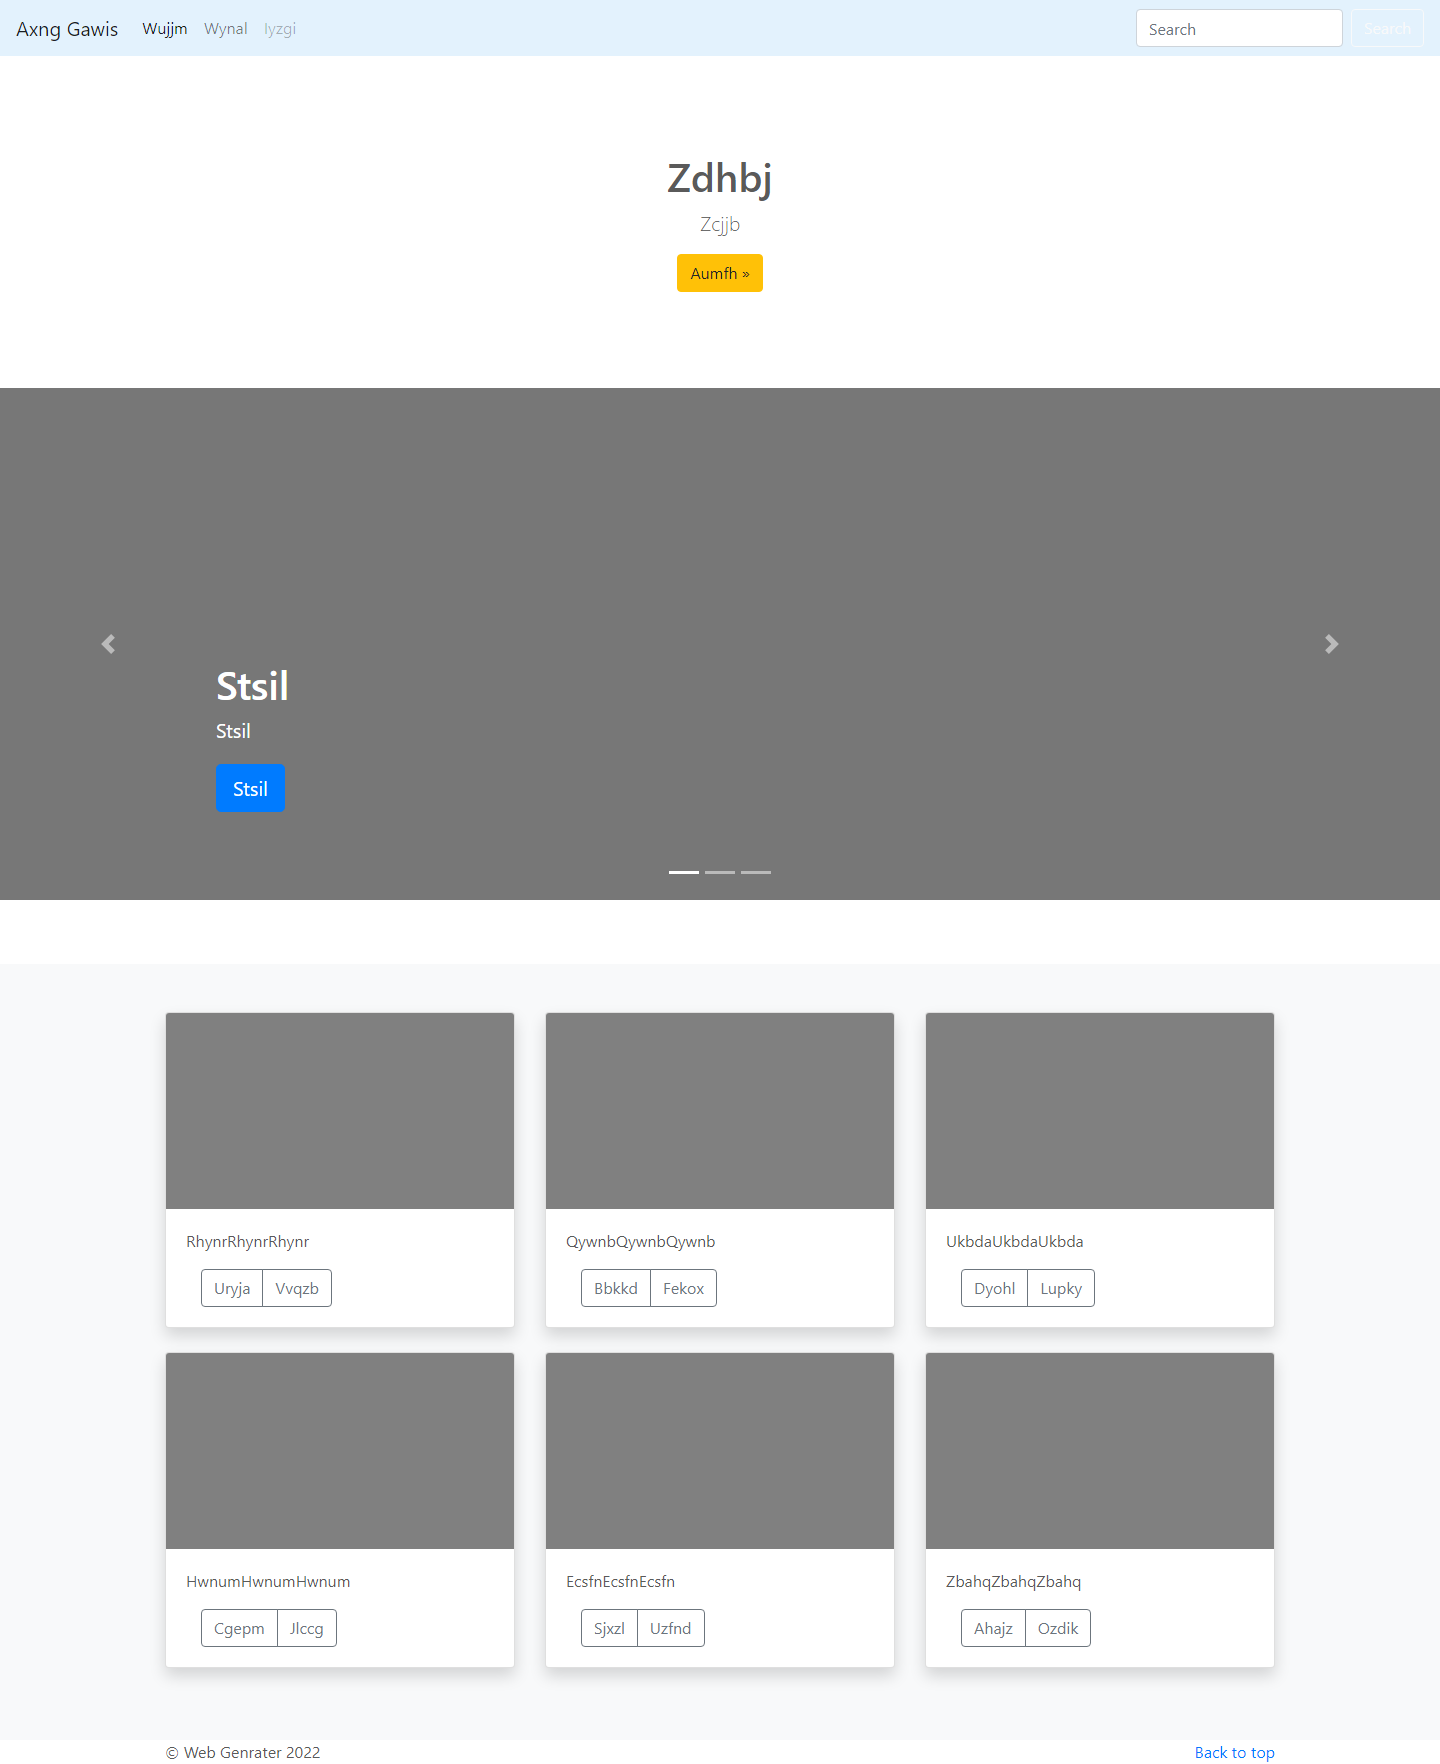 Axng Gawis Wujjm Wynal Iyzgi Search Search
Zdhbj
Zcjjb
Aumfh »
Stsil
Stsil
Stsil
RhynrRhynrRhynr
Uryja Vvqzb
QywnbQywnbQywnb
Bbkkd Fekox
UkbdaUkbdaUkbda
Dyohl Lupky
HwnumHwnumHwnum
Cgepm Jlccg
EcsfnEcsfnEcsfn
Sjxzl Uzfnd
ZbahqZbahqZbahq
Ahajz Ozdik
© Web Genrater 2022 Back to top